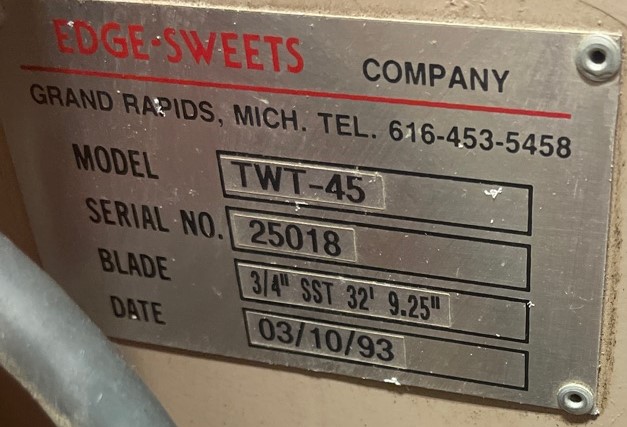 EDGE-SWEETS COMPANY
GRAND RAPIDS, MICH. TEL. 616-453-5458
MODEL TWT-45
SERIAL NO. 25018
BLADE 3/4" SST 32' 9.25"
DATE 03/10/93